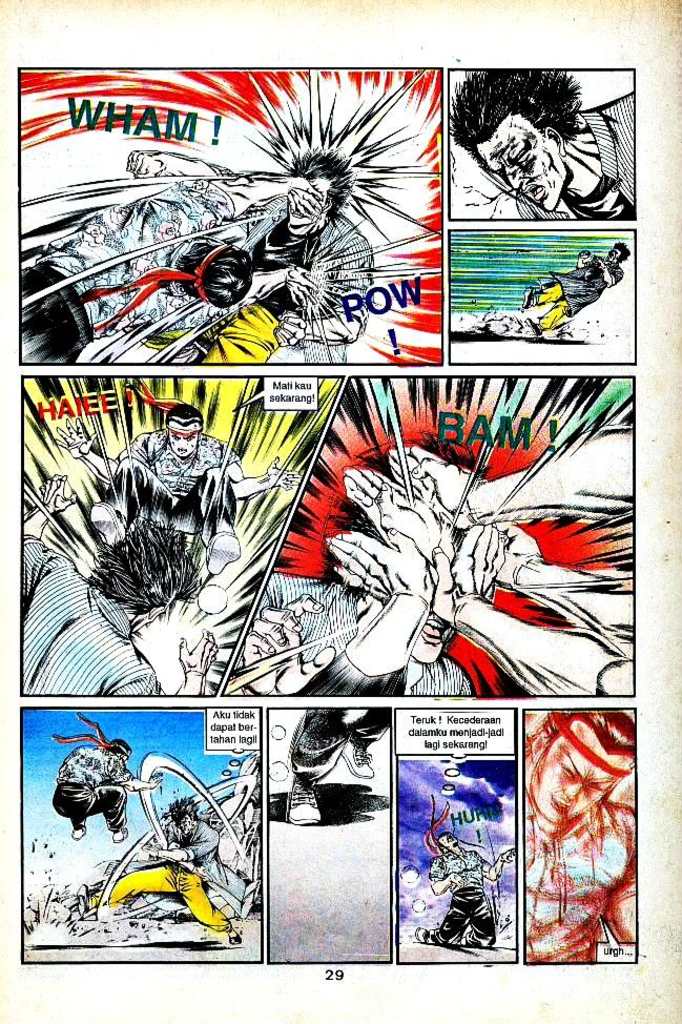 WHAM !
POW
!
HAIEE !
Mati kau
sekarang!
BAM !
Aku tidak
dapat ber-
tahan lagi!
Teruk ! Kecederaan
dalamku menjadi-jadi
lagi sekarang!
!
urgh...
29